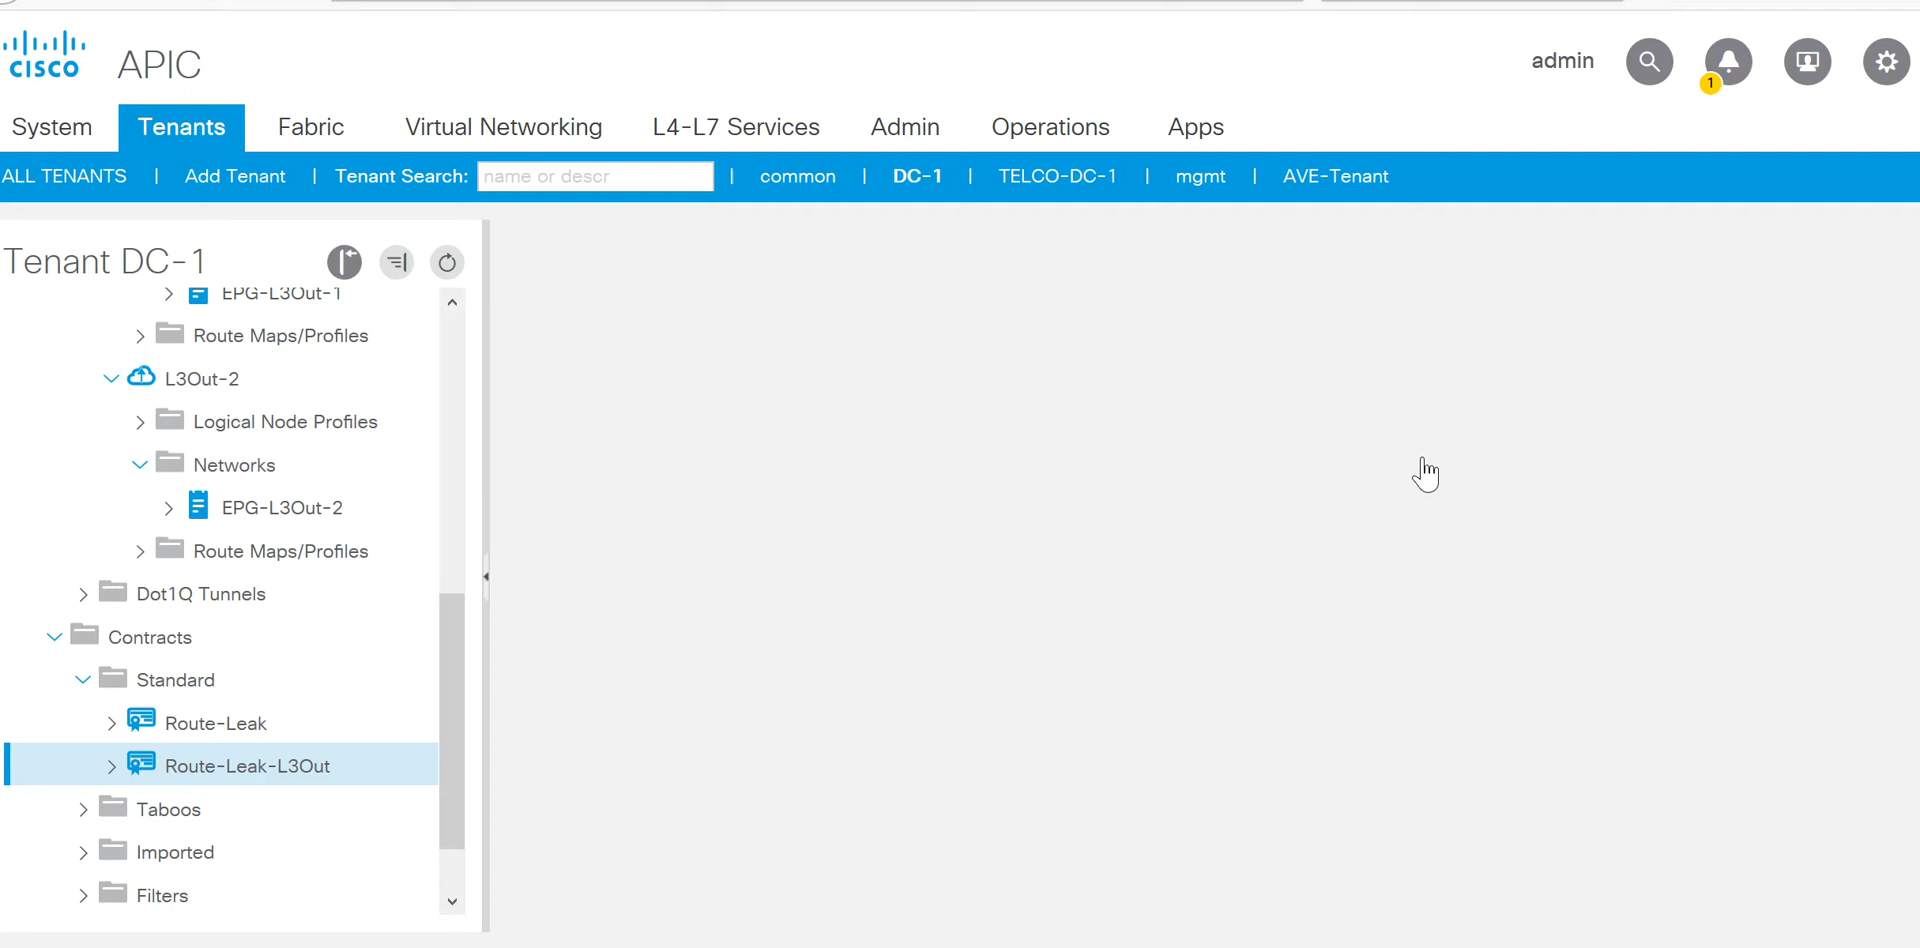 cisco APIC admin
1
System Tenants Fabric Virtual Networking L4-L7 Services Admin Operations Apps
ALL TENANTS | Add Tenant | Tenant Search: name or descr | common | DC-1 | TELCO-DC-1 | mgmt | AVE-Tenant
Tenant DC-1
EPG-L3Out-1
Route Maps/Profiles
L3Out-2
Logical Node Profiles
Networks
EPG-L3Out-2
Route Maps/Profiles
Dot1Q Tunnels
Contracts
Standard
Route-Leak
Route-Leak-L3Out
Taboos
Imported
Filters